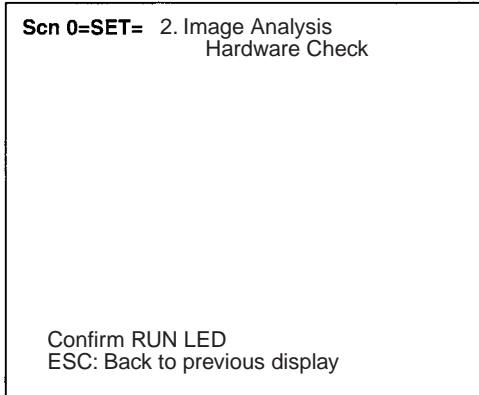 Scn 0=SET= 2. Image Analysis
Hardware Check
Confirm RUN LED
ESC: Back to previous display